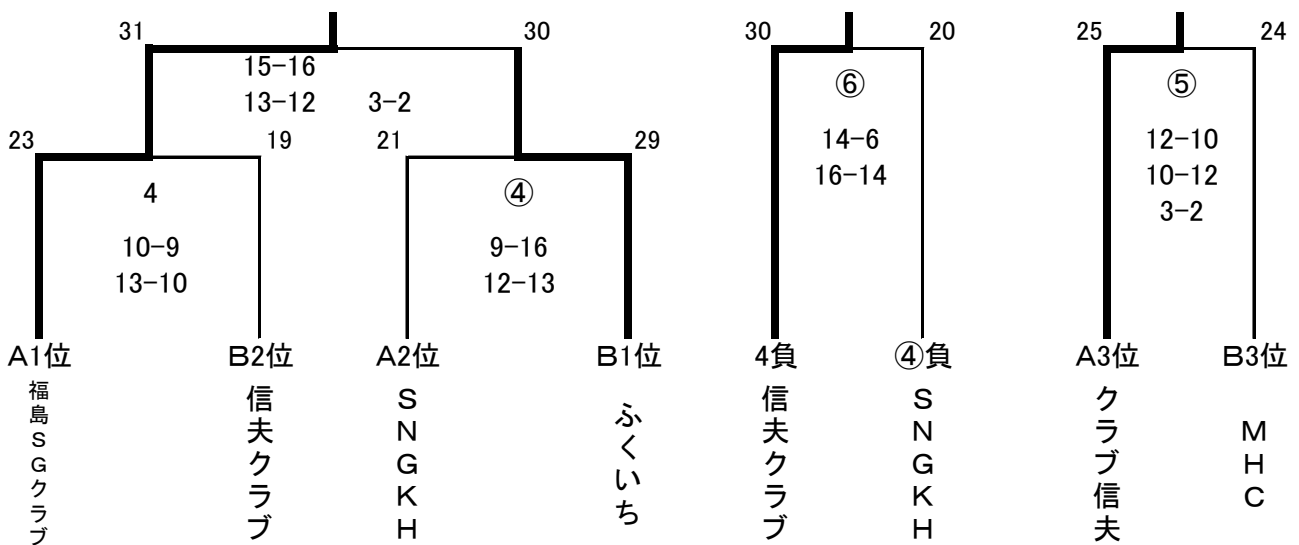 31 30 30 20 25 24
15-16
13-12 3-2
⑥ ⑤
23 19 21 29
14-6 12-10
16-14 10-12
4 ④
3-2
10-9 9-16
13-10 12-13
A1位 B2位 A2位 B1位 4負 ④負 A3位 B3位
福島SGクラブ
信夫クラブ
SNGKH
ふくいち
信夫クラブ
SNGKH
クラブ信夫
MHC